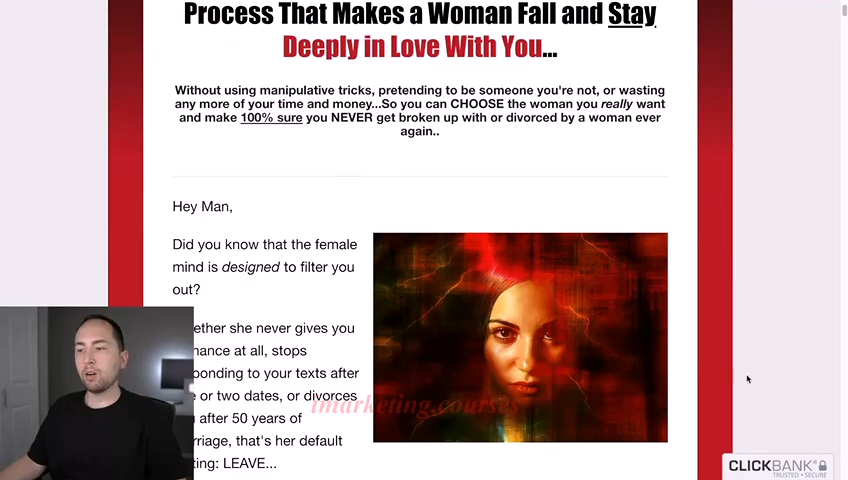 Process That Makes a Woman Fall and Stay
Deeply in Love With You...
Without using manipulative tricks, pretending to be someone you're not, or wasting
any more of your time and money...So you can CHOOSE the woman you really want
and make 100% sure you NEVER get broken up with or divorced by a woman ever
again..
Hey Man,
Did you know that the female
mind is designed to filter you
out?
ether she never gives you
hance at all, stops
ponding to your texts after
or two dates, or divorces
after 50 years of
rriage, that's her default
ting: LEAVE...
imarketing.courses
CLICKBANK
TRUSTED • SECURE